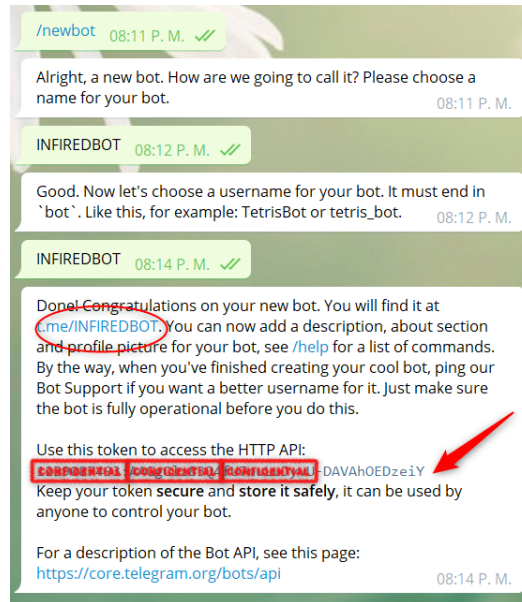 /newbot 08:11 P. M.
Alright, a new bot. How are we going to call it? Please choose a
name for your bot.
08:11 P. M.
INFIREDBOT 08:12 P. M.
Good. Now let's choose a username for your bot. It must end in
`bot`. Like this, for example: TetrisBot or tetris_bot.
08:12 P. M.
INFIREDBOT 08:14 P. M.
Done! Congratulations on your new bot. You will find it at
t.me/INFIREDBOT. You can now add a description, about section
and profile picture for your bot, see /help for a list of commands.
By the way, when you've finished creating your cool bot, ping our
Bot Support if you want a better username for it. Just make sure
the bot is fully operational before you do this.
Use this token to access the HTTP API:
CONFIDENTIAL CONFIDENTIAL CONFIDENTIAL -DAVAhOEDzeiY
Keep your token secure and store it safely, it can be used by
anyone to control your bot.
For a description of the Bot API, see this page:
https://core.telegram.org/bots/api
08:14 P. M.